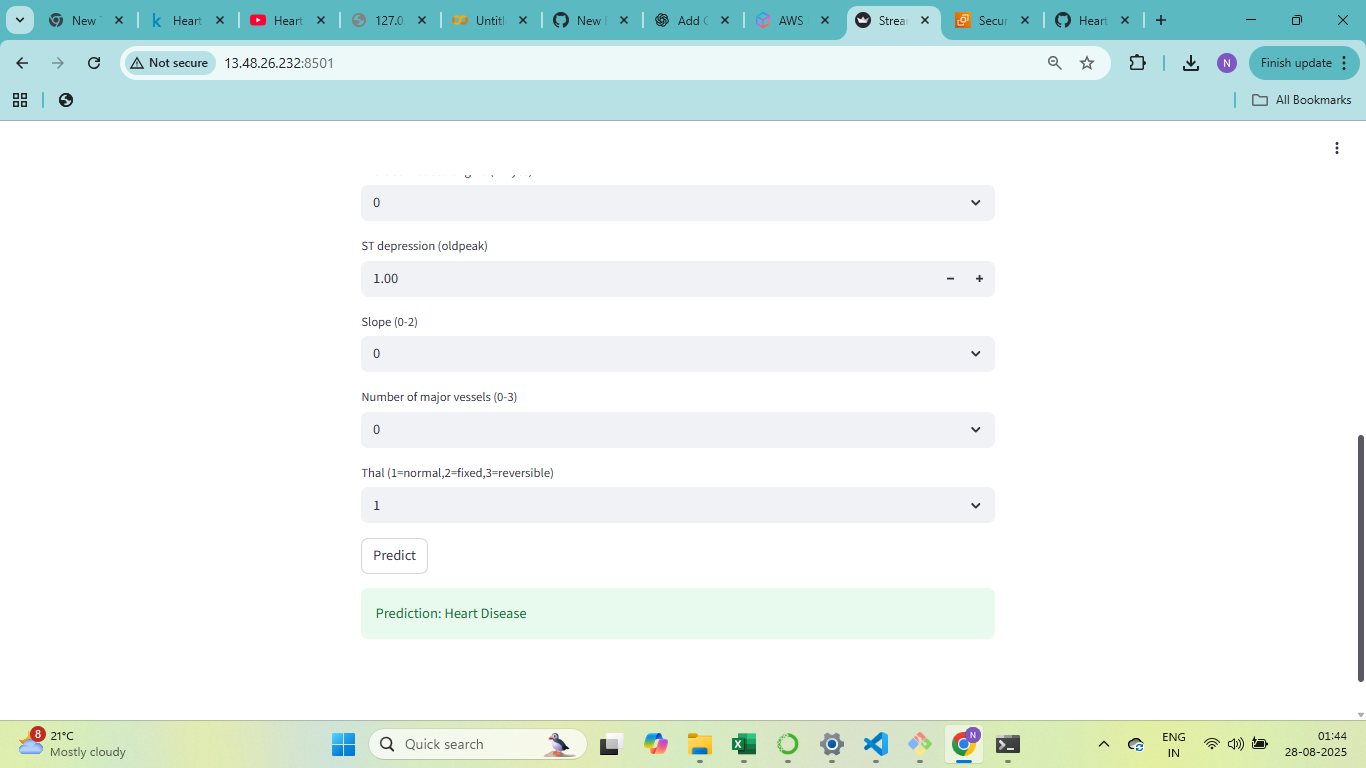 New T
Heart
Heart
127.0.
Untitl
New
Add C
AWS
Strea
Secur
Heart
Not secure
13.48.26.232:8501
N
Finish update
All Bookmarks
0
ST depression (oldpeak)
1.00
Slope (0-2)
0
Number of major vessels (0-3)
0
Thal (1=normal,2=fixed,3=reversible)
1
Predict
Prediction: Heart Disease
8
21°C
Mostly cloudy
Quick search
N
ENG
IN
01:44
28-08-2025